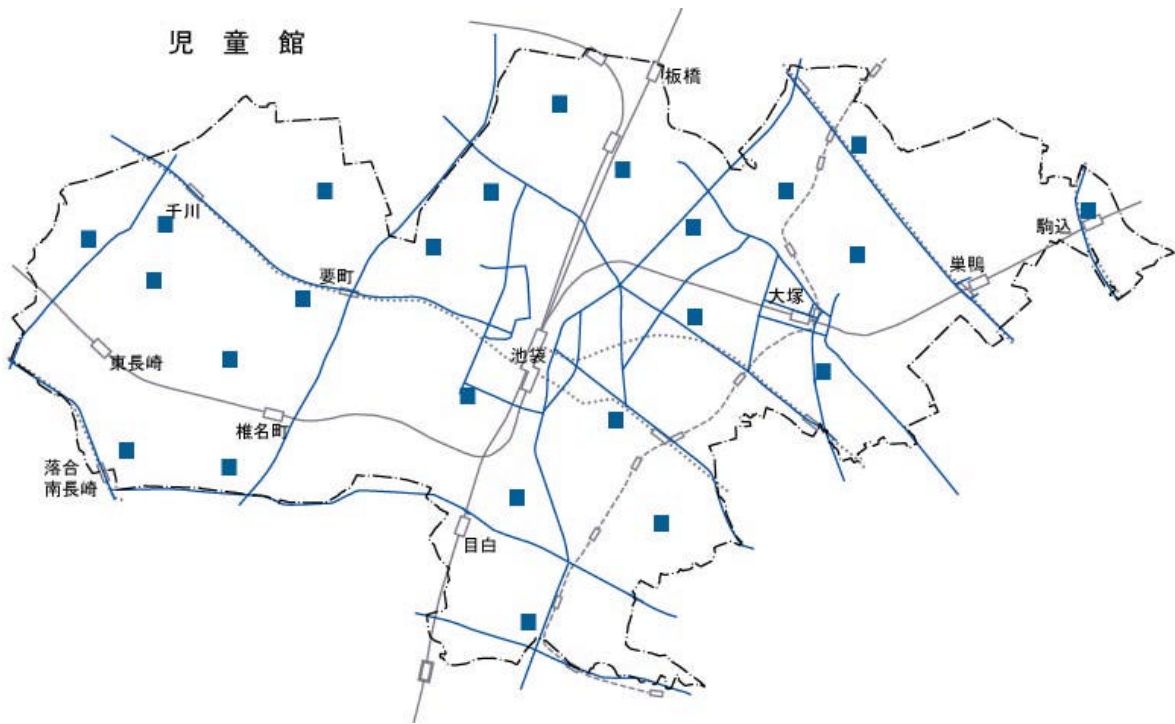 児 童 館
板橋
千川
駒込
巣鴨
要町
大塚
池袋
東長崎
椎名町
落合
南長崎
目白